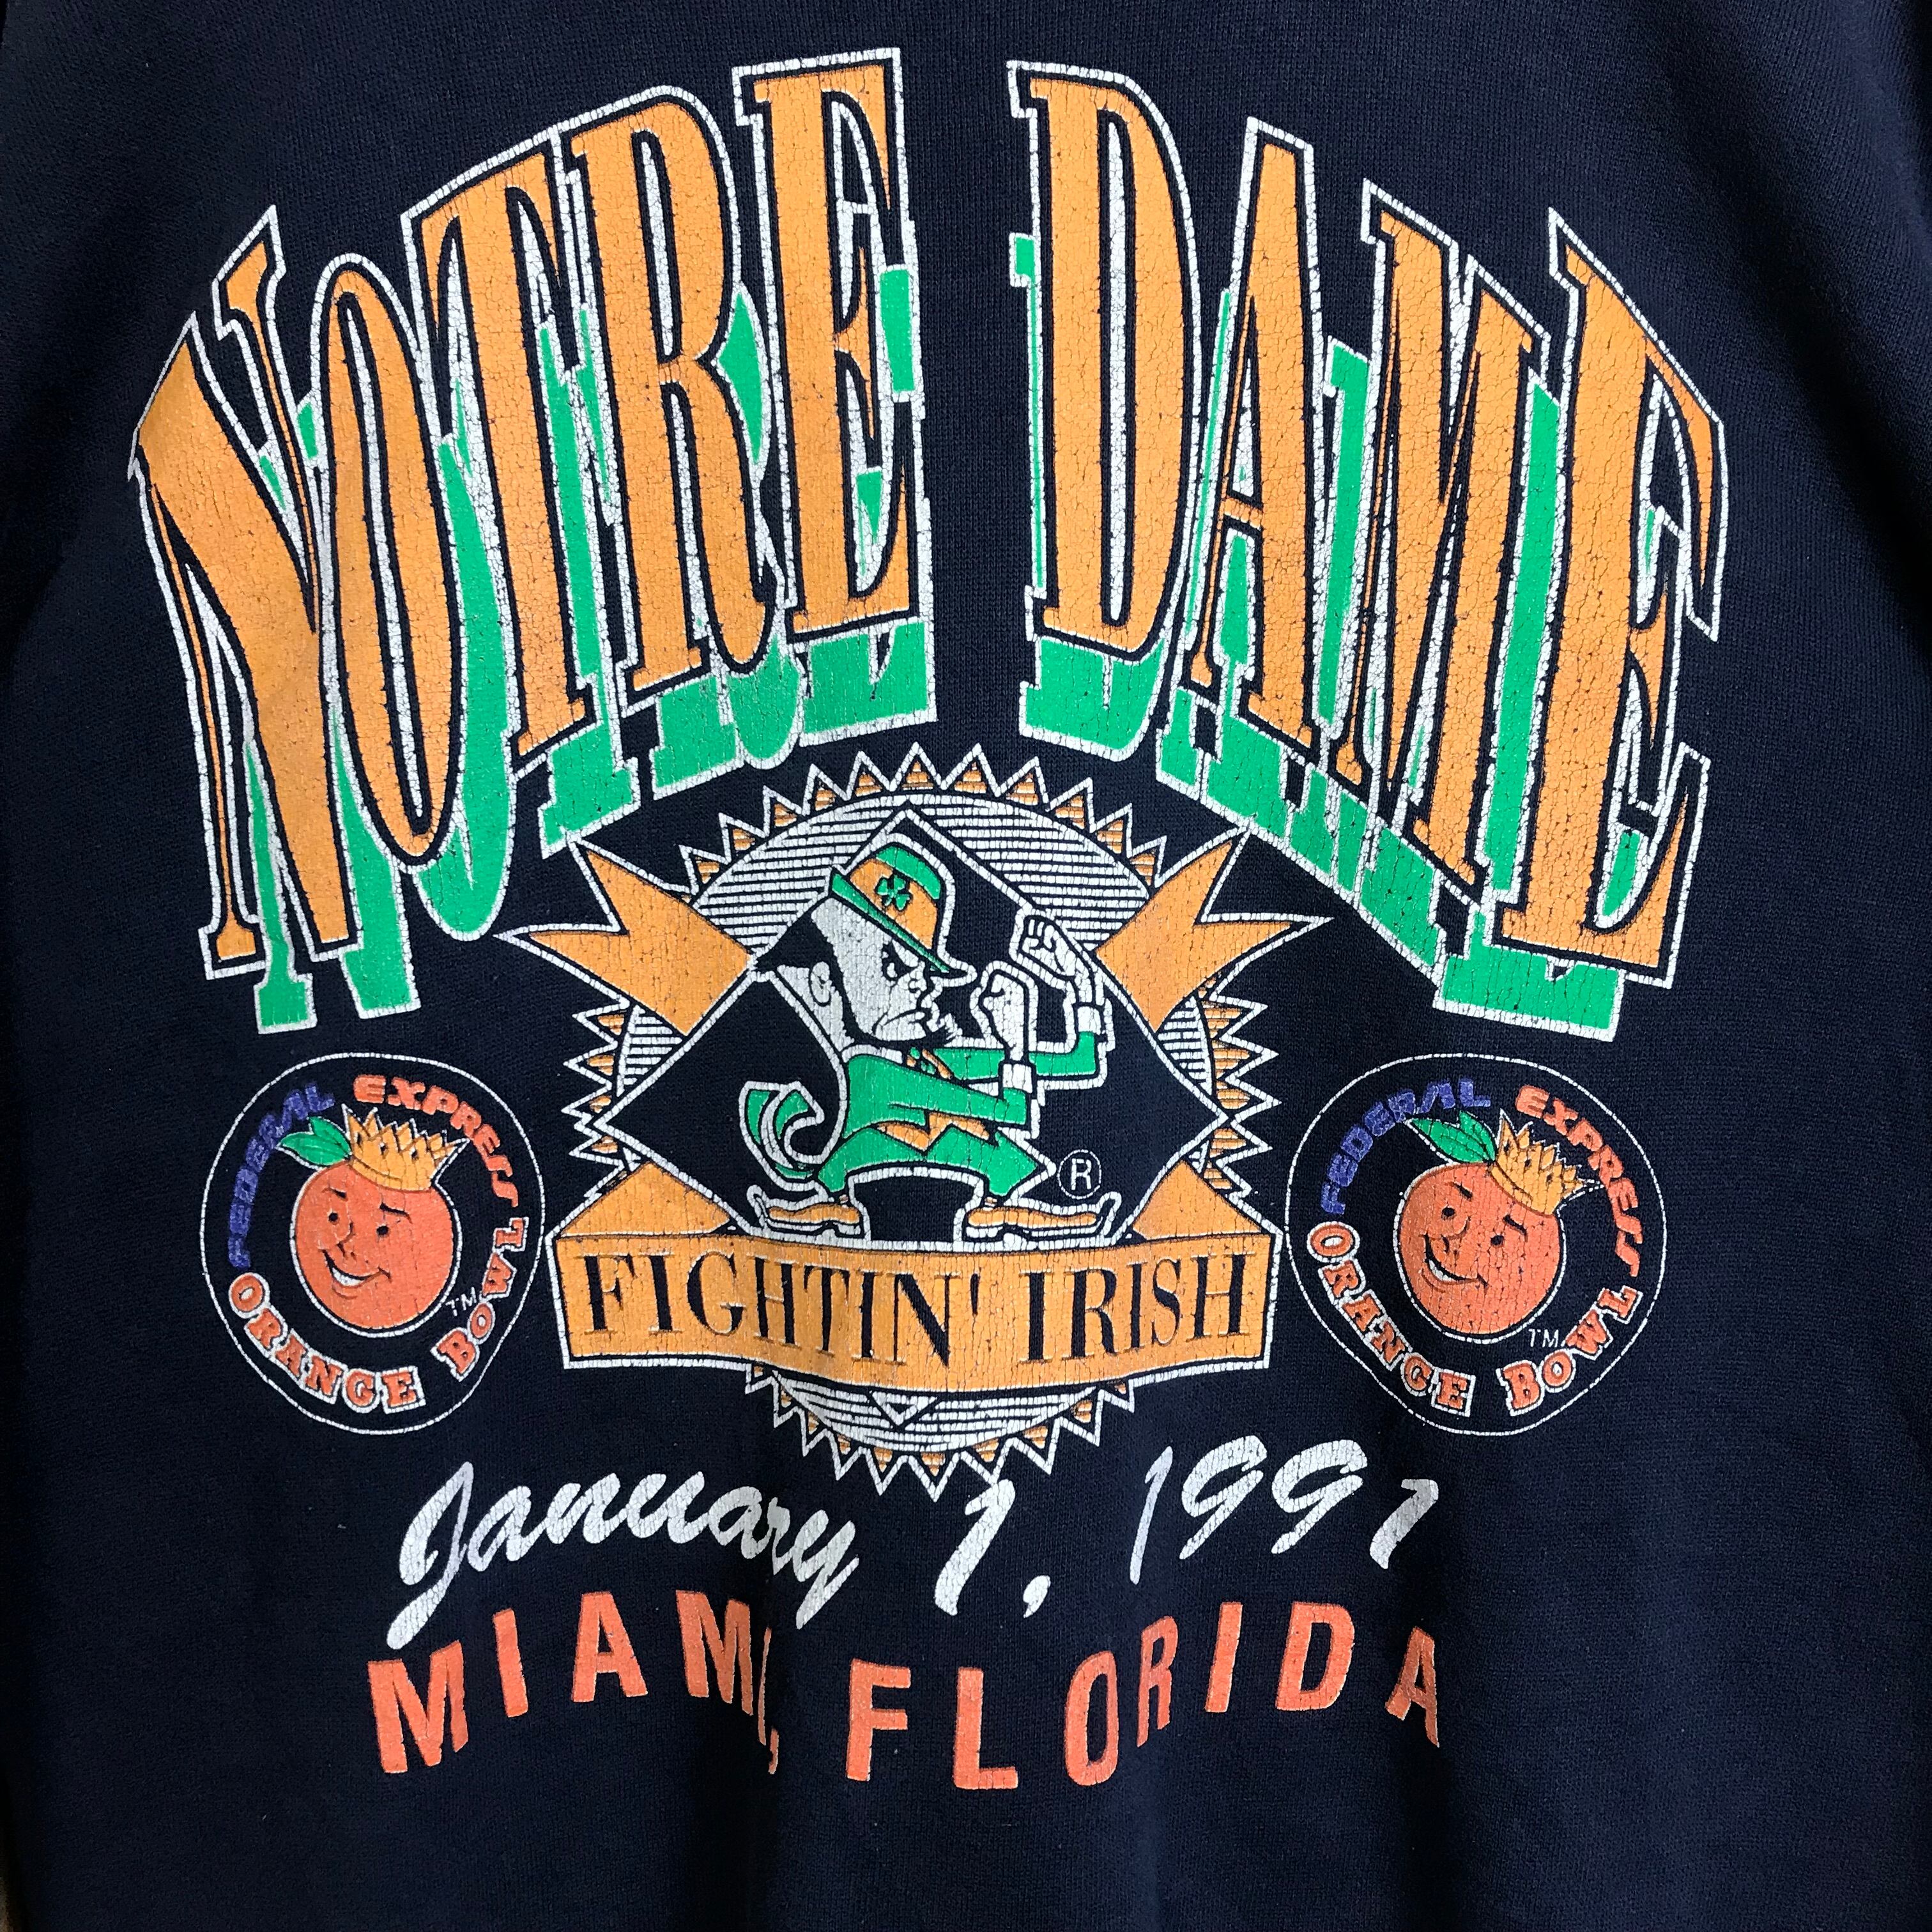 NOTRE DAME
®
FIGHTIN' IRISH
FEDERAL EXPRESS
ORANGE BOWL
TM
FEDERAL EXPRESS
ORANGE BOWL
TM
January 1, 1991
MIAMI, FLORIDA